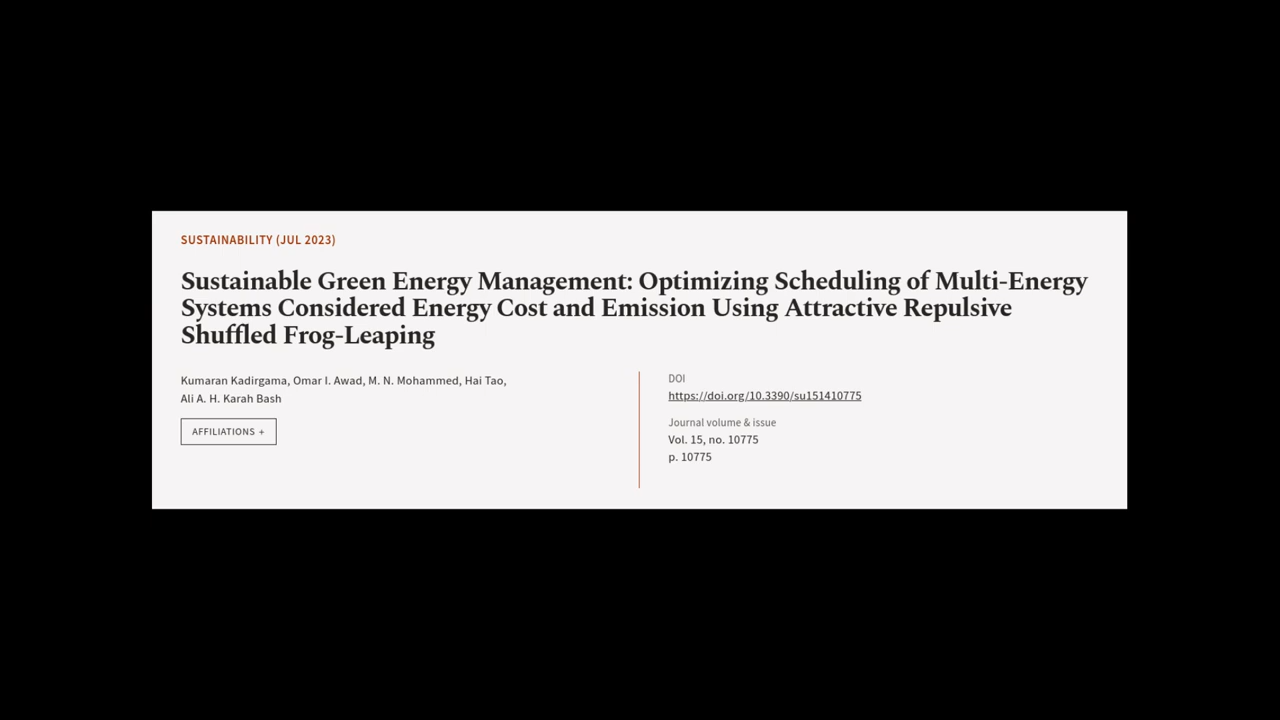 SUSTAINABILITY (JUL 2023)
Sustainable Green Energy Management: Optimizing Scheduling of Multi-Energy
Systems Considered Energy Cost and Emission Using Attractive Repulsive
Shuffled Frog-Leaping
Kumaran Kadirgama, Omar I. Awad, M. N. Mohammed, Hai Tao,
Ali A. H. Karah Bash
AFFILIATIONS +
DOI
https://doi.org/10.3390/su151410775
Journal volume & issue
Vol. 15, no. 10775
p. 10775